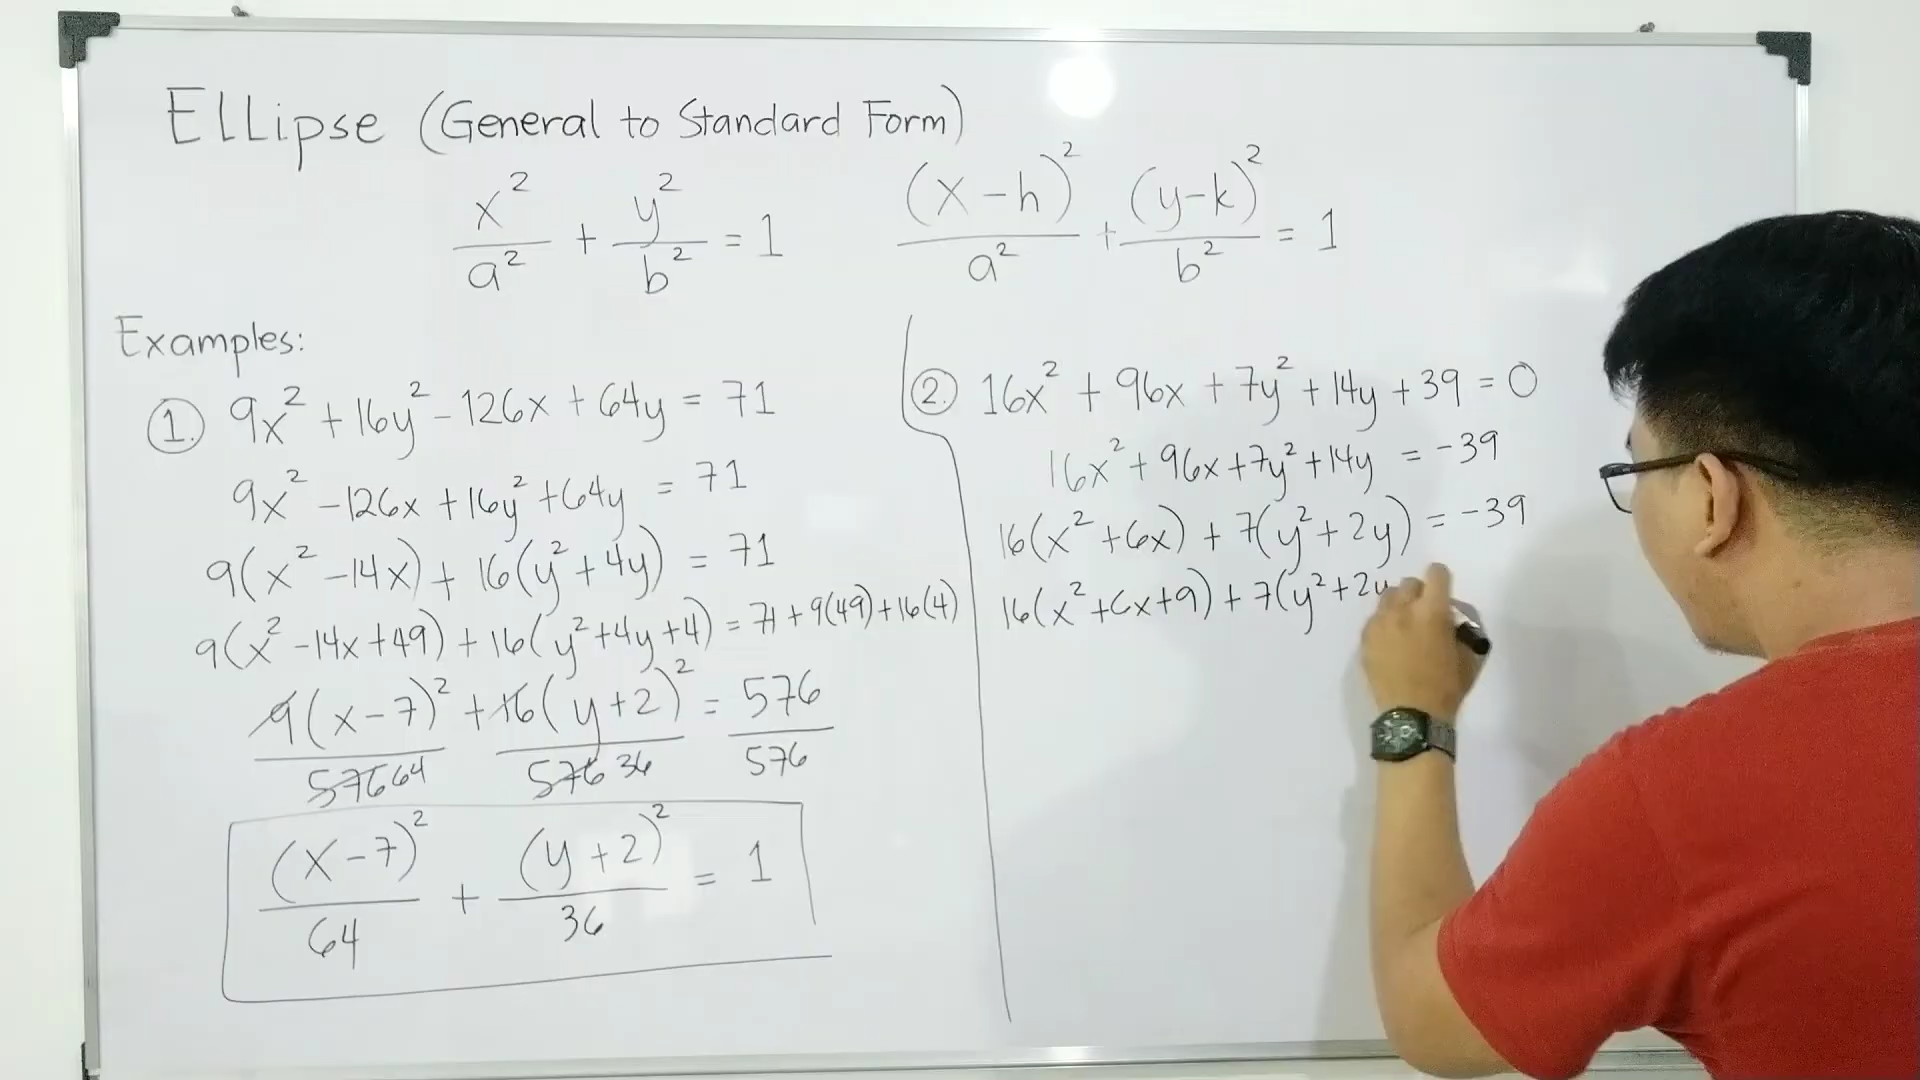 Ellipse (General to Standard Form)
x²/a² + y²/b² = 1
(x-h)²/a² + (y-k)²/b² = 1
Examples:
1. 9x² + 16y² - 126x + 64y = 71
9x² - 126x + 16y² + 64y = 71
9(x² - 14x) + 16(y² + 4y) = 71
9(x² - 14x + 49) + 16(y² + 4y + 4) = 71 + 9(49) + 16(4)
9(x-7)²/576 64 + 16(y+2)²/576 36 = 576/576
(x-7)²/64 + (y+2)²/36 = 1
2. 16x² + 96x + 7y² + 14y + 39 = 0
16x² + 96x + 7y² + 14y = -39
16(x² + 6x) + 7(y² + 2y) = -39
16(x² + 6x + 9) + 7(y² + 2y